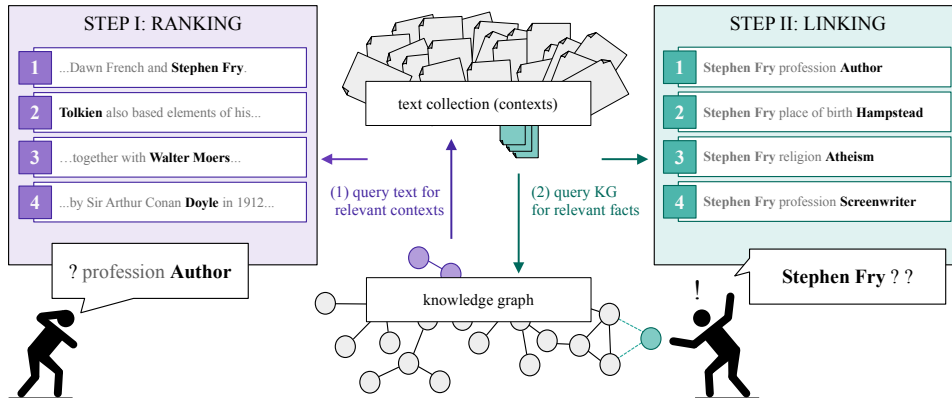 STEP I: RANKING
1 ...Dawn French and Stephen Fry.
2 Tolkien also based elements of his...
3 …together with Walter Moers...
4 ...by Sir Arthur Conan Doyle in 1912...
? profession Author
text collection (contexts)
(1) query text for
relevant contexts
(2) query KG
for relevant facts
knowledge graph
STEP II: LINKING
1 Stephen Fry profession Author
2 Stephen Fry place of birth Hampstead
3 Stephen Fry religion Atheism
4 Stephen Fry profession Screenwriter
Stephen Fry ? ?
!